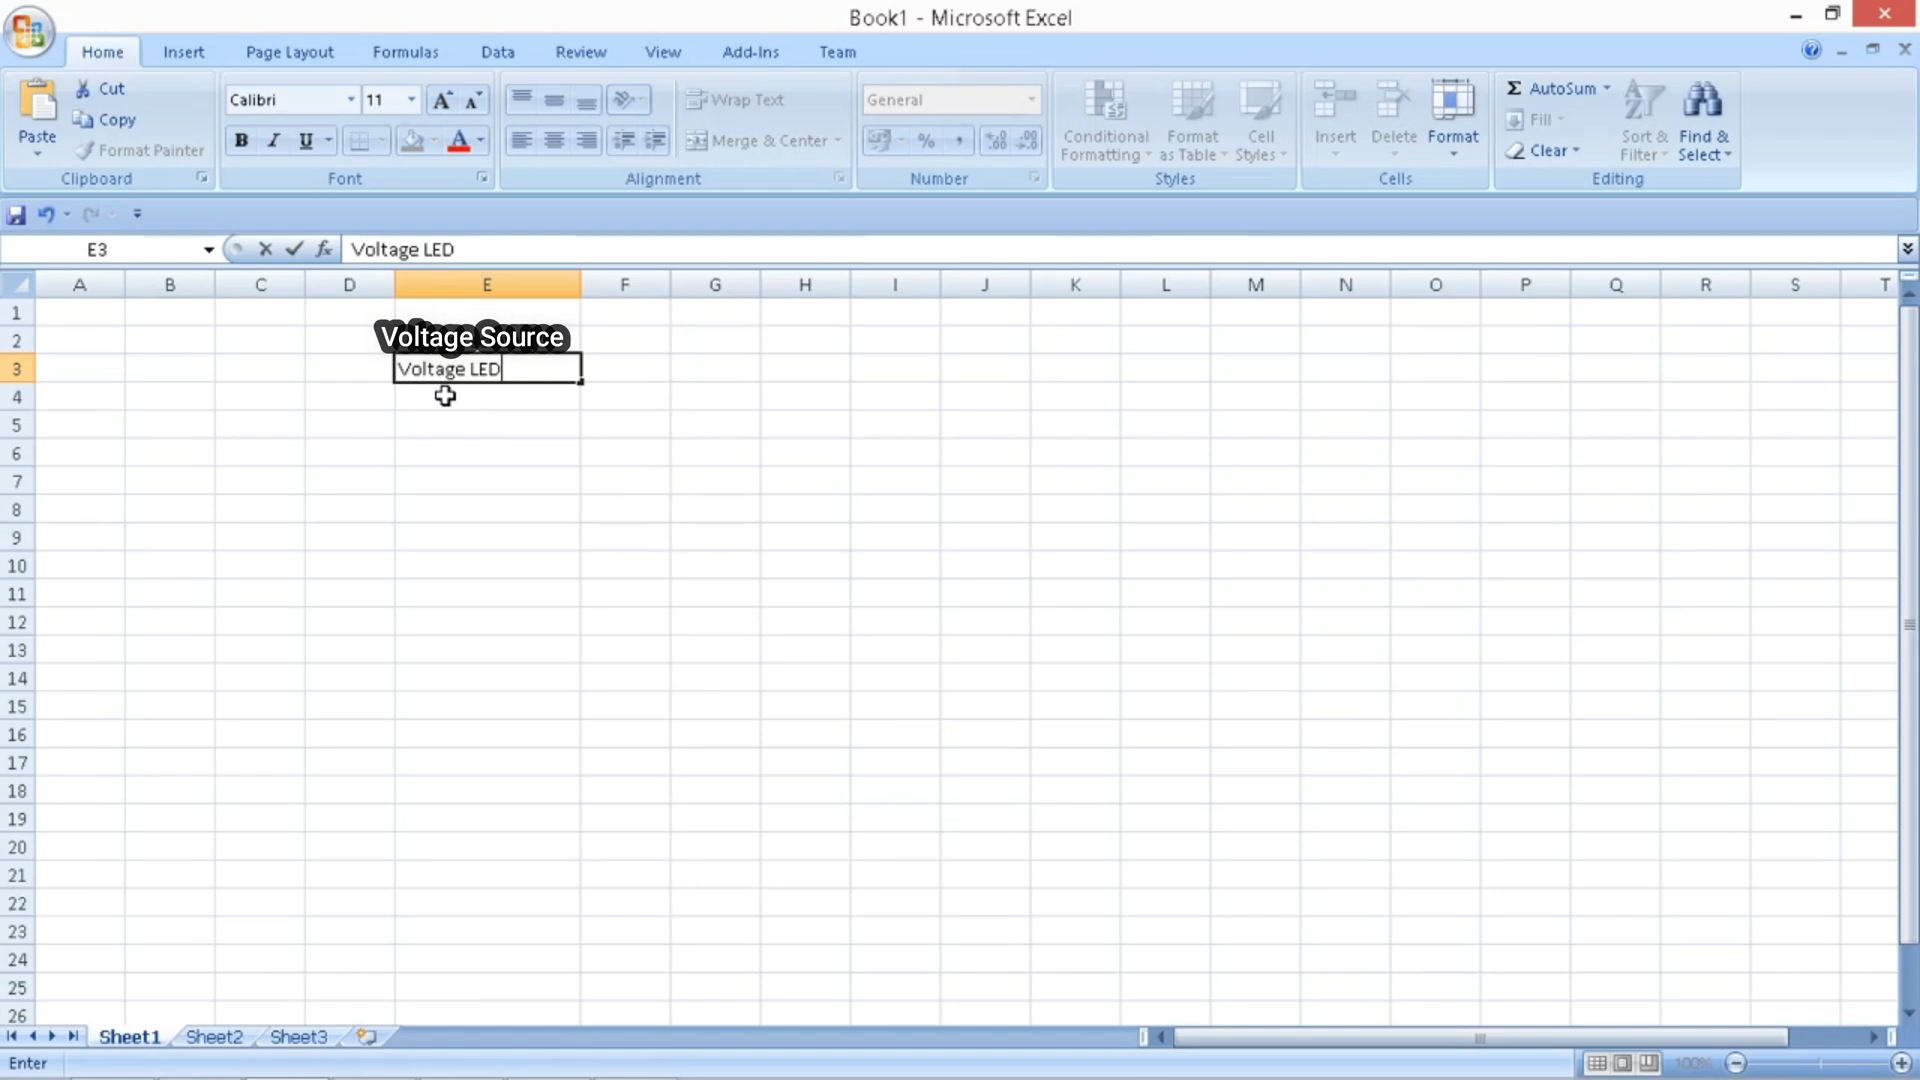 Book1 - Microsoft Excel
Home Insert Page Layout Formulas Data Review View Add-Ins Team
Paste
Cut
Copy
Format Painter
Clipboard
Calibri 11
B I U A
Font
Wrap Text
Merge & Center
Alignment
General
% ,
Number
Conditional Formatting
Format as Table
Cell Styles
Styles
Insert Delete Format
Cells
Σ AutoSum
Fill
Clear
Sort & Filter
Find & Select
Editing
E3 fx Voltage LED
A B C D E F G H I J K L M N O P Q R S T
1
2 Voltage Source
3 Voltage LED
4
5
6
7
8
9
10
11
12
13
14
15
16
17
18
19
20
21
22
23
24
25
26
Sheet1 Sheet2 Sheet3
Enter 100%